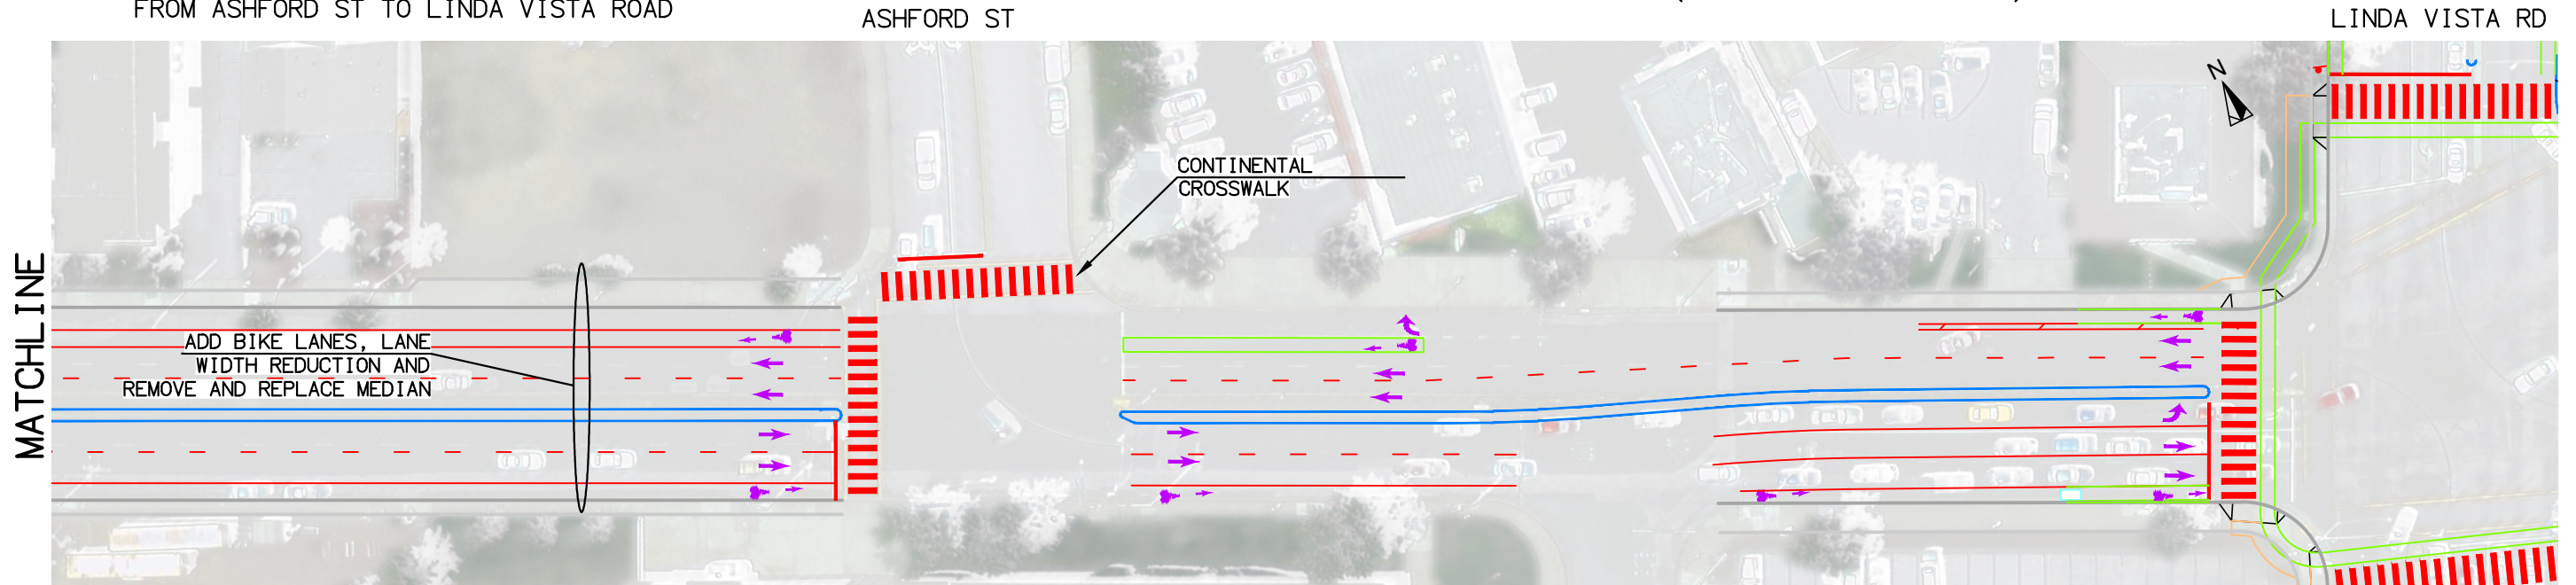 FROM ASHFORD ST TO LINDA VISTA ROAD
ASHFORD ST
LINDA VISTA RD
N
CONTINENTAL
CROSSWALK
MATCHLINE
ADD BIKE LANES, LANE
WIDTH REDUCTION AND
REMOVE AND REPLACE MEDIAN